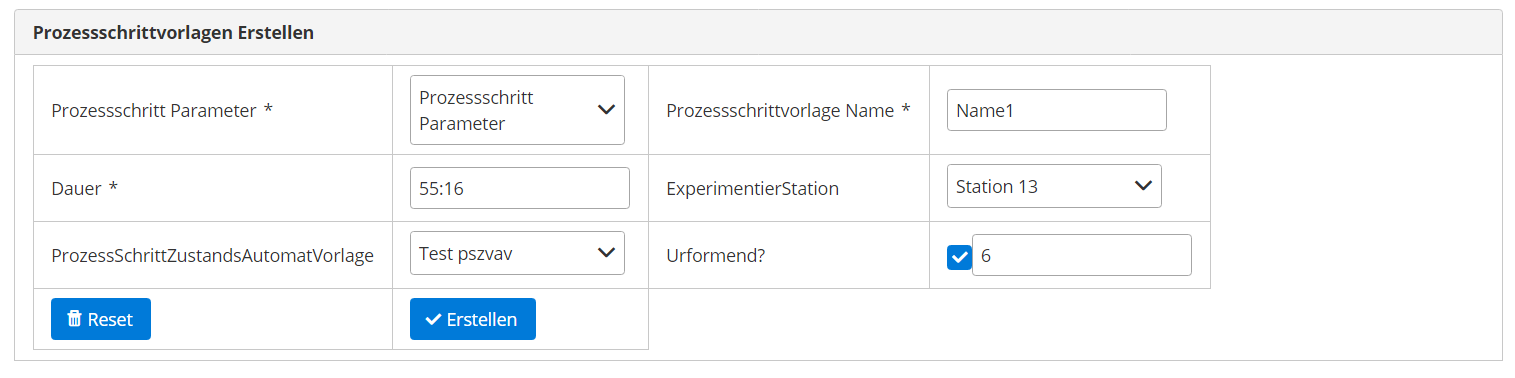 Prozessschrittvorlagen Erstellen
Prozessschritt Parameter *
Prozessschritt
Parameter
Prozessschrittvorlage Name *
Name1
Dauer *
55:16
ExperimentierStation
Station 13
ProzessSchrittZustandsAutomatVorlage
Test pszvav
Urformend?
6
Reset
Erstellen